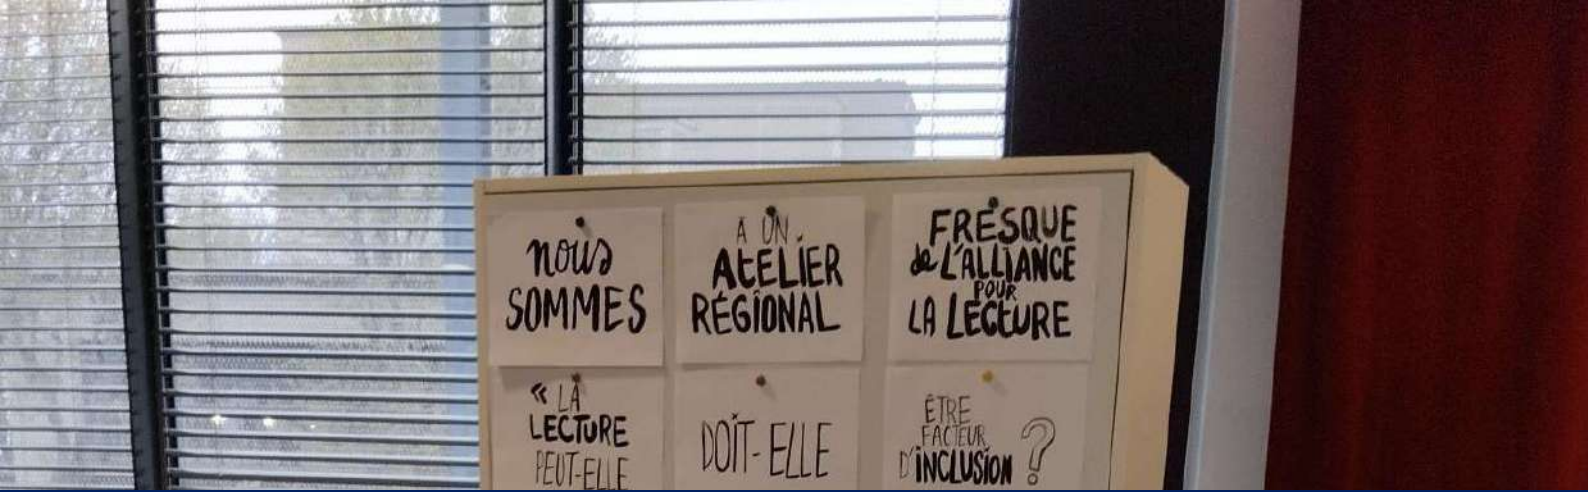 nous
SOMMES
À UN
ATELIER
RÉGIONAL
FRESQUE
de L'ALLIANCE
POUR
LA LECTURE
« LA
LECTURE
PEUT-ELLE
DOIT-ELLE
ÊTRE
FACTEUR
D'INCLUSION ?